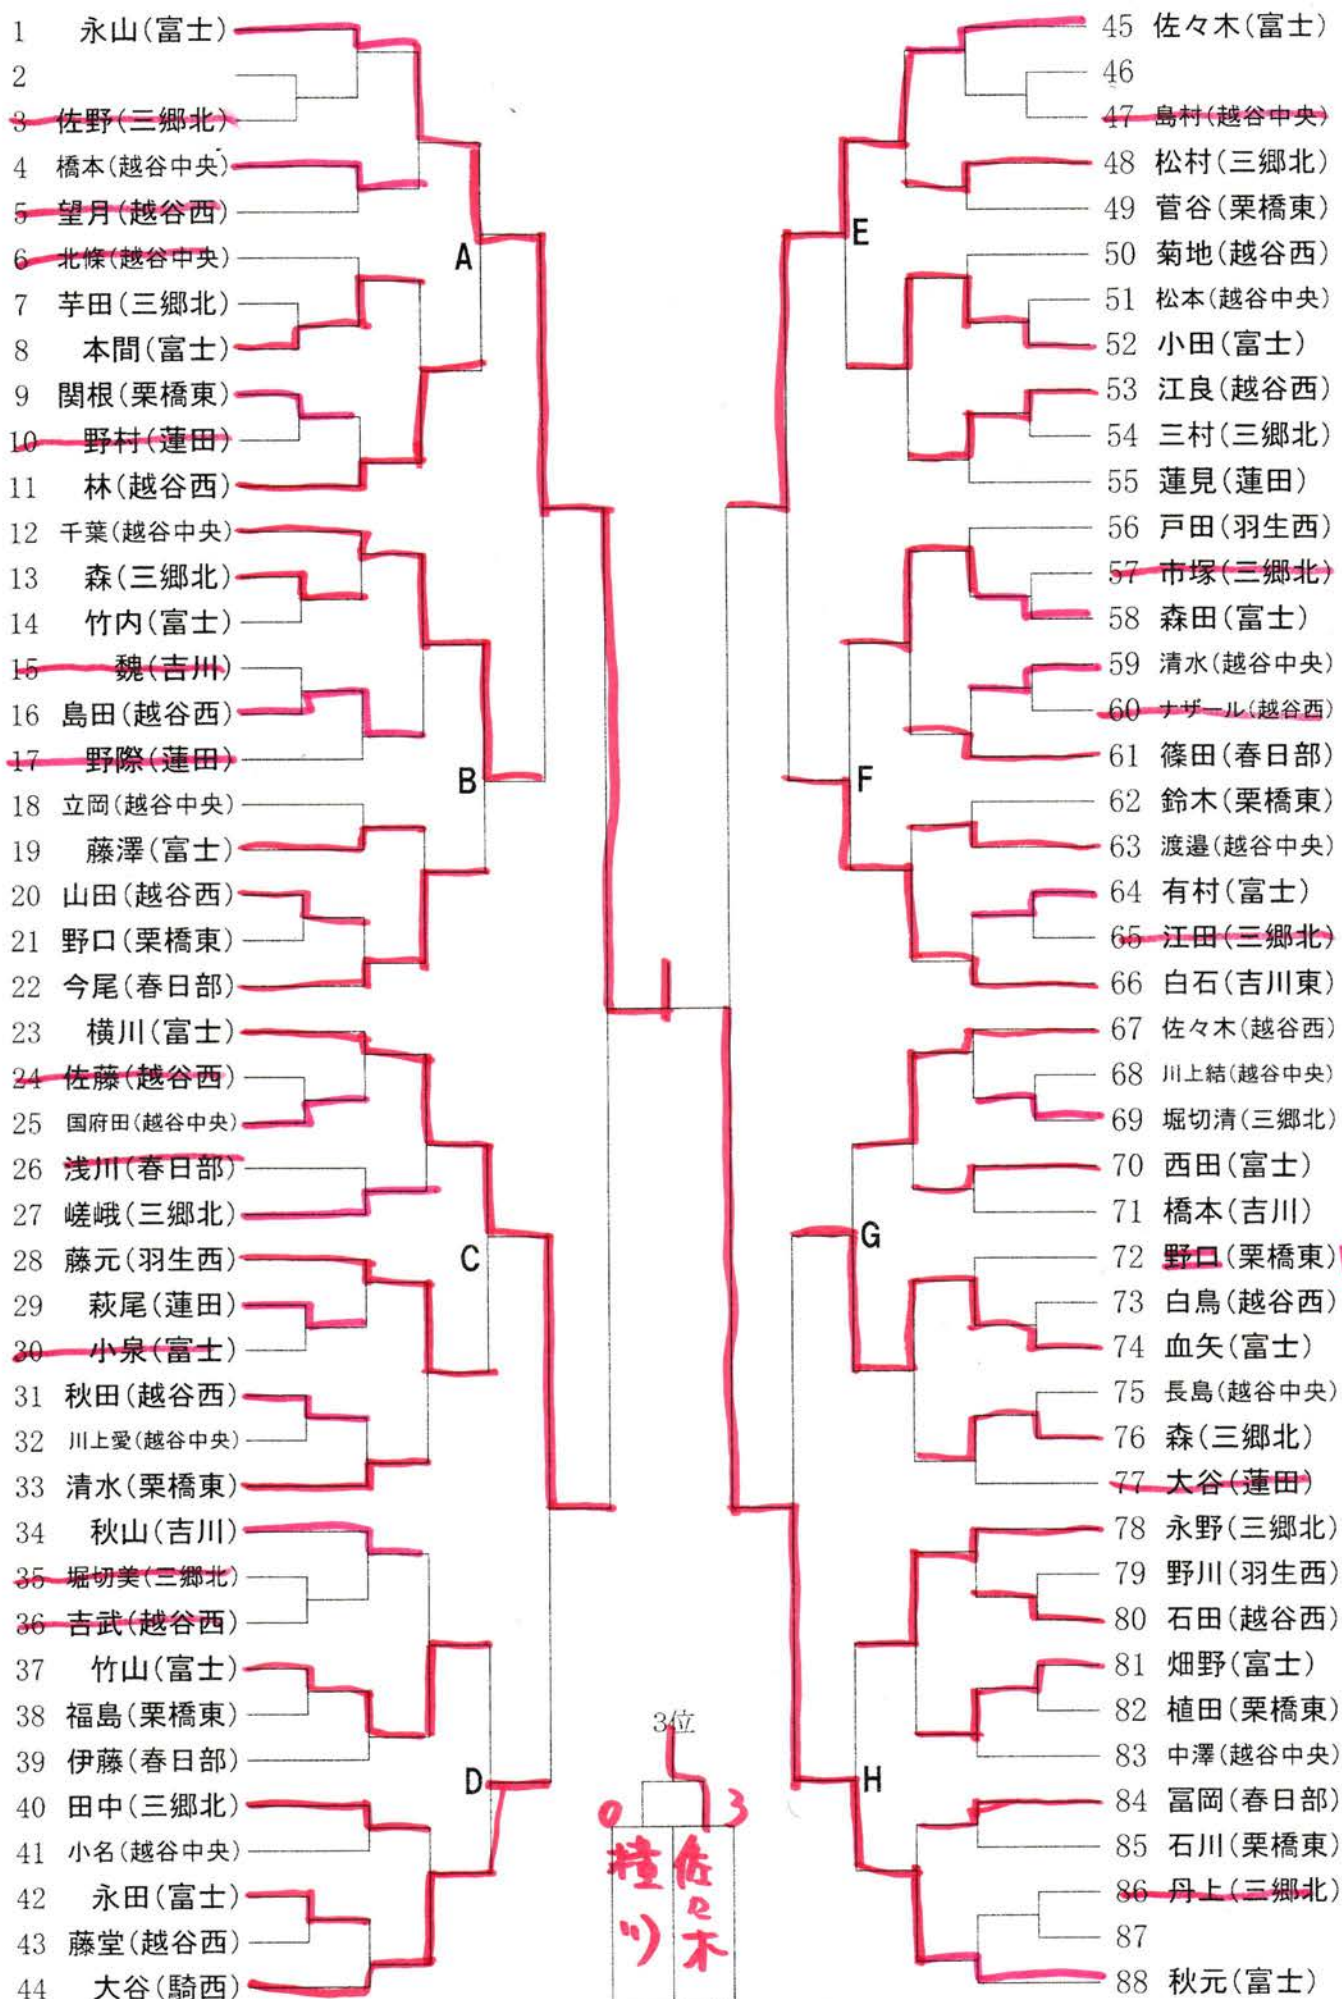 1 永山(富士)
2
3 佐野(三郷北)
4 橋本(越谷中央)
5 望月(越谷西)
6 北條(越谷中央)
7 芋田(三郷北)
8 本間(富士)
9 関根(栗橋東)
10 野村(蓮田)
11 林(越谷西)
12 千葉(越谷中央)
13 森(三郷北)
14 竹内(富士)
15 魏(吉川)
16 島田(越谷西)
17 野際(蓮田)
18 立岡(越谷中央)
19 藤澤(富士)
20 山田(越谷西)
21 野口(栗橋東)
22 今尾(春日部)
23 横川(富士)
24 佐藤(越谷西)
25 国府田(越谷中央)
26 浅川(春日部)
27 嵯峨(三郷北)
28 藤元(羽生西)
29 萩尾(蓮田)
30 小泉(富士)
31 秋田(越谷西)
32 川上愛(越谷中央)
33 清水(栗橋東)
34 秋山(吉川)
35 堀切美(三郷北)
36 吉武(越谷西)
37 竹山(富士)
38 福島(栗橋東)
39 伊藤(春日部)
40 田中(三郷北)
41 小名(越谷中央)
42 永田(富士)
43 藤堂(越谷西)
44 大谷(騎西)
A
B
C
D
3位
0 3
佐々木
E
F
G
H
45 佐々木(富士)
46
47 島村(越谷中央)
48 松村(三郷北)
49 菅谷(栗橋東)
50 菊地(越谷西)
51 松本(越谷中央)
52 小田(富士)
53 江良(越谷西)
54 三村(三郷北)
55 蓮見(蓮田)
56 戸田(羽生西)
57 市塚(三郷北)
58 森田(富士)
59 清水(越谷中央)
60 ナザール(越谷西)
61 篠田(春日部)
62 鈴木(栗橋東)
63 渡邉(越谷中央)
64 有村(富士)
65 江田(三郷北)
66 白石(吉川東)
67 佐々木(越谷西)
68 川上結(越谷中央)
69 堀切清(三郷北)
70 西田(富士)
71 橋本(吉川)
72 野口(栗橋東)
73 白鳥(越谷西)
74 血矢(富士)
75 長島(越谷中央)
76 森(三郷北)
77 大谷(蓮田)
78 永野(三郷北)
79 野川(羽生西)
80 石田(越谷西)
81 畑野(富士)
82 植田(栗橋東)
83 中澤(越谷中央)
84 冨岡(春日部)
85 石川(栗橋東)
86 丹上(三郷北)
87
88 秋元(富士)